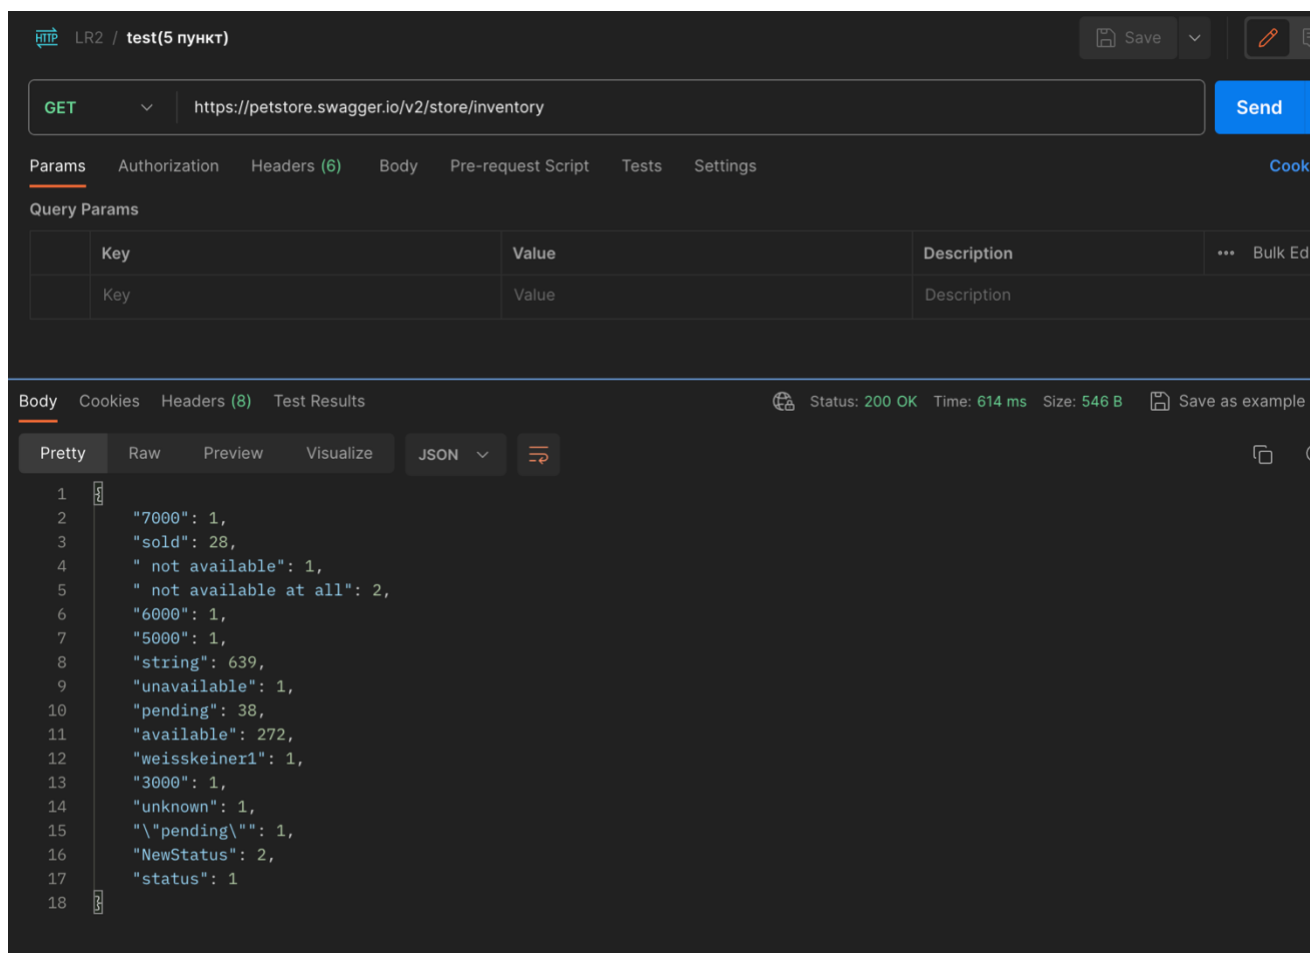 HTTP LR2 / test(5 пункт) Save
GET https://petstore.swagger.io/v2/store/inventory Send
Params Authorization Headers (6) Body Pre-request Script Tests Settings Cook
Query Params
Key Value Description ••• Bulk Ed
Key Value Description
Body Cookies Headers (8) Test Results Status: 200 OK Time: 614 ms Size: 546 B Save as example
Pretty Raw Preview Visualize JSON
1 {
2 "7000": 1,
3 "sold": 28,
4 " not available": 1,
5 " not available at all": 2,
6 "6000": 1,
7 "5000": 1,
8 "string": 639,
9 "unavailable": 1,
10 "pending": 38,
11 "available": 272,
12 "weisskeiner1": 1,
13 "3000": 1,
14 "unknown": 1,
15 "\"pending\"": 1,
16 "NewStatus": 2,
17 "status": 1
18 }